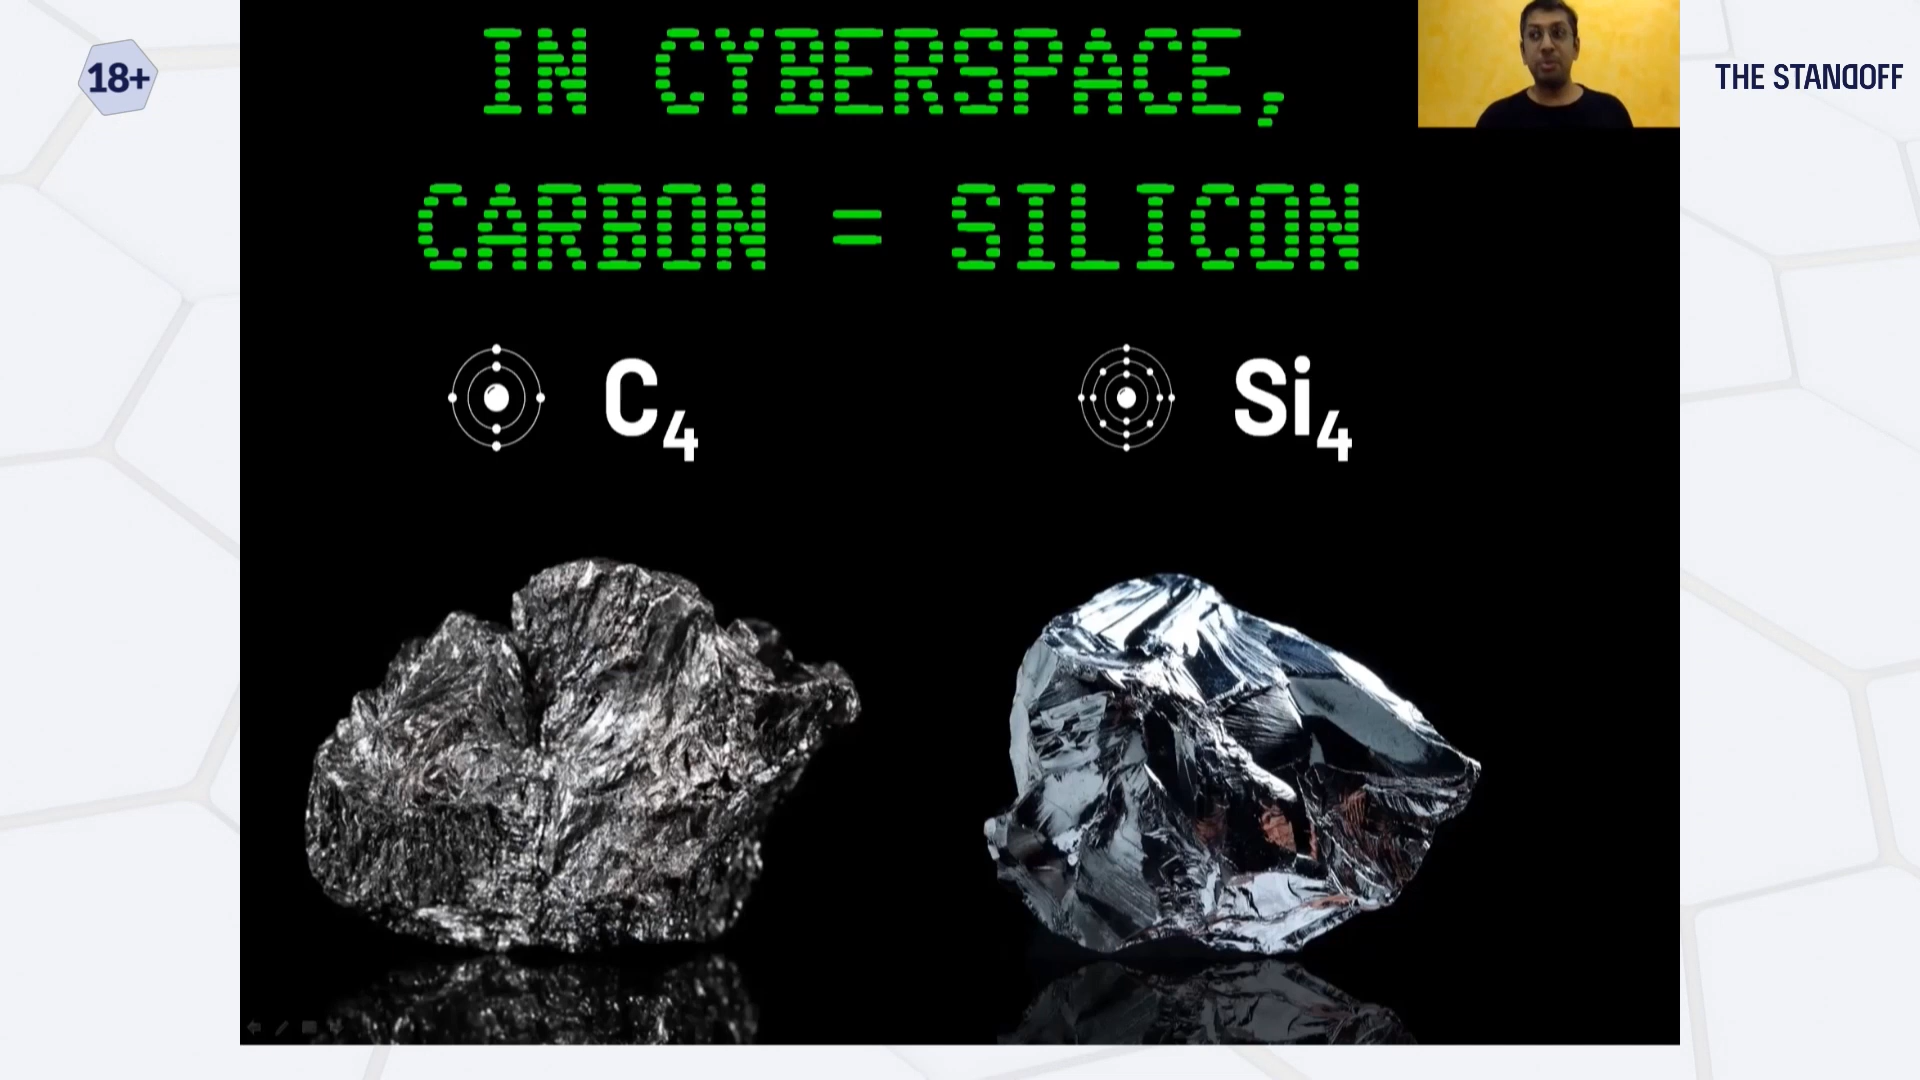 18+
IN CYBERSPACE,
THE STANDOFF
CARBON = SILICON
C₄
Si₄